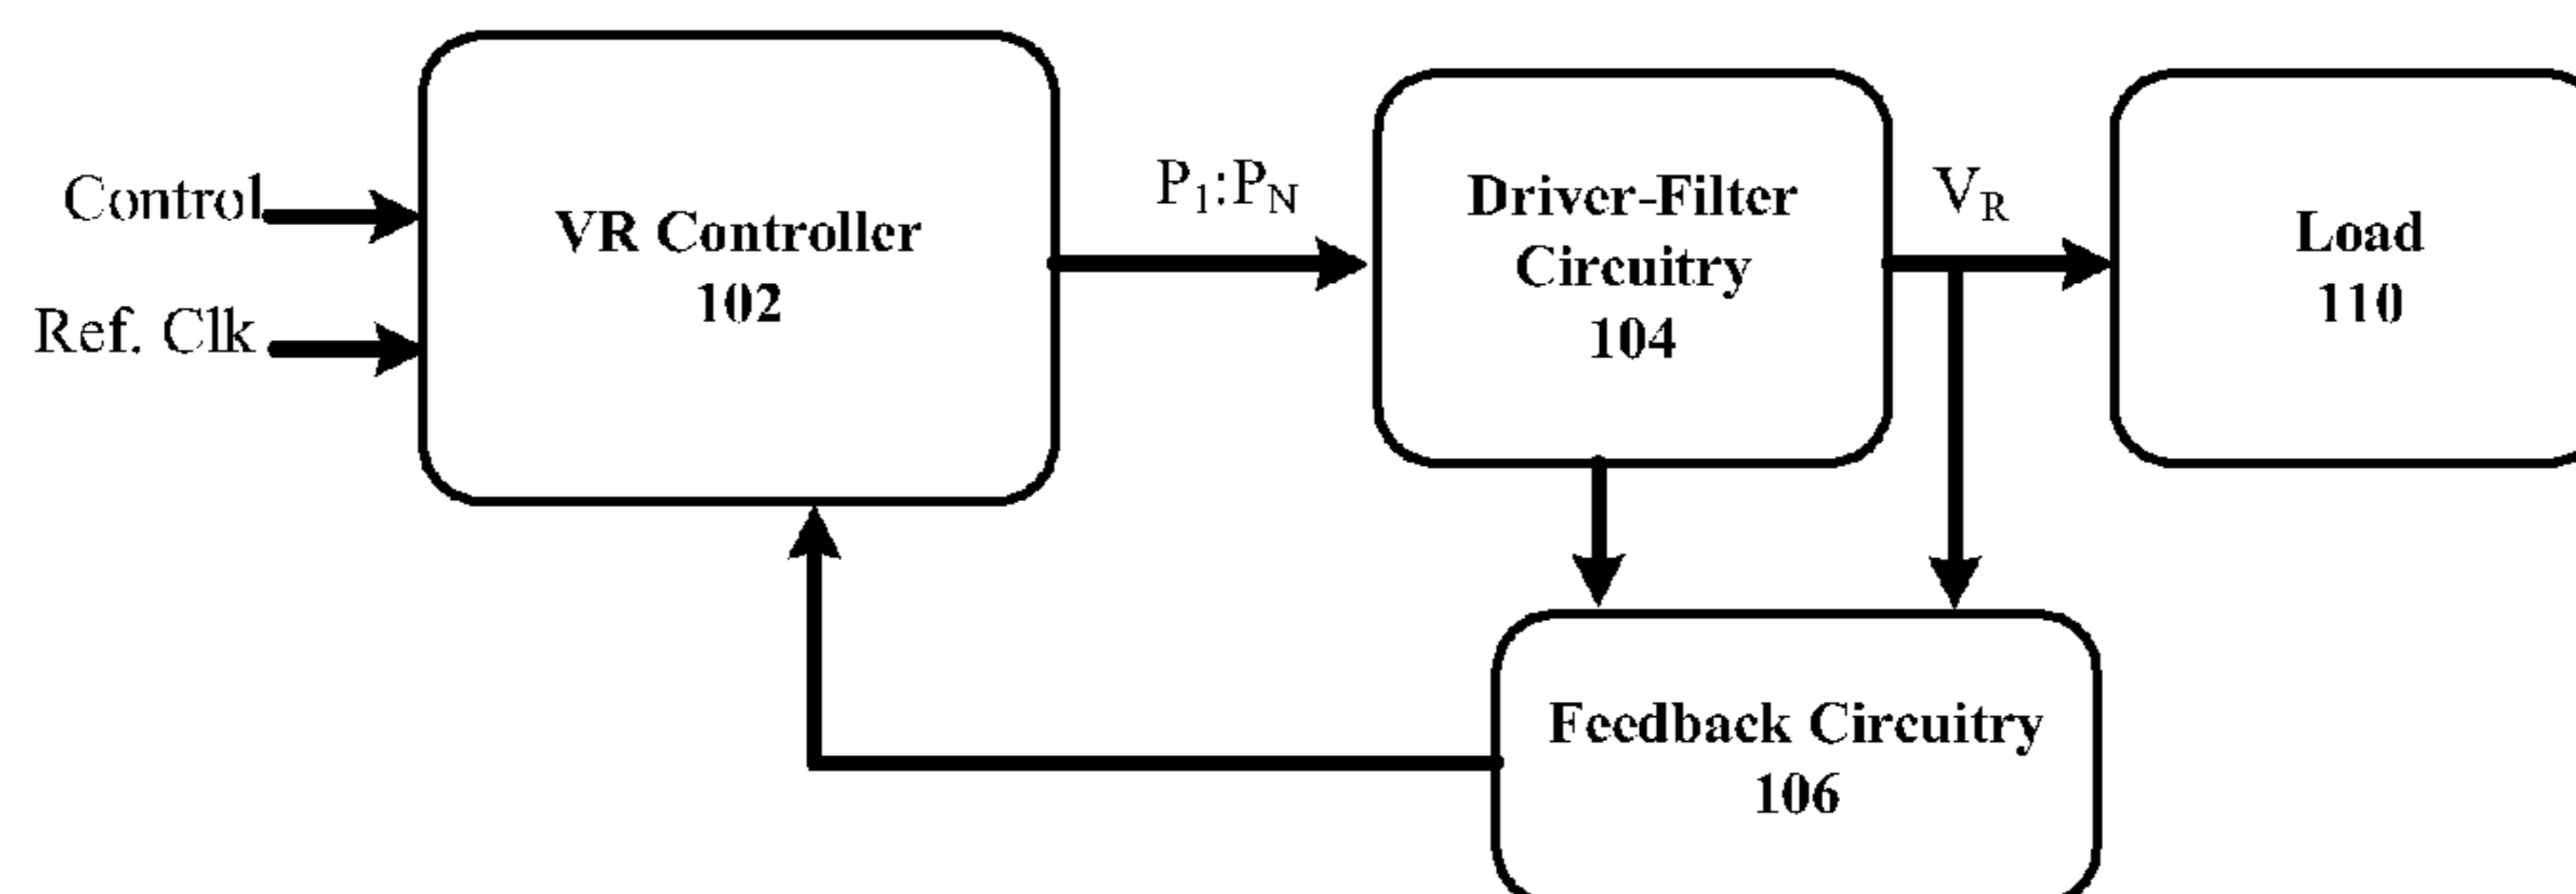 Control
Ref. Clk
VR Controller
102
P1:PN
Driver-Filter
Circuitry
104
VR
Load
110
Feedback Circuitry
106